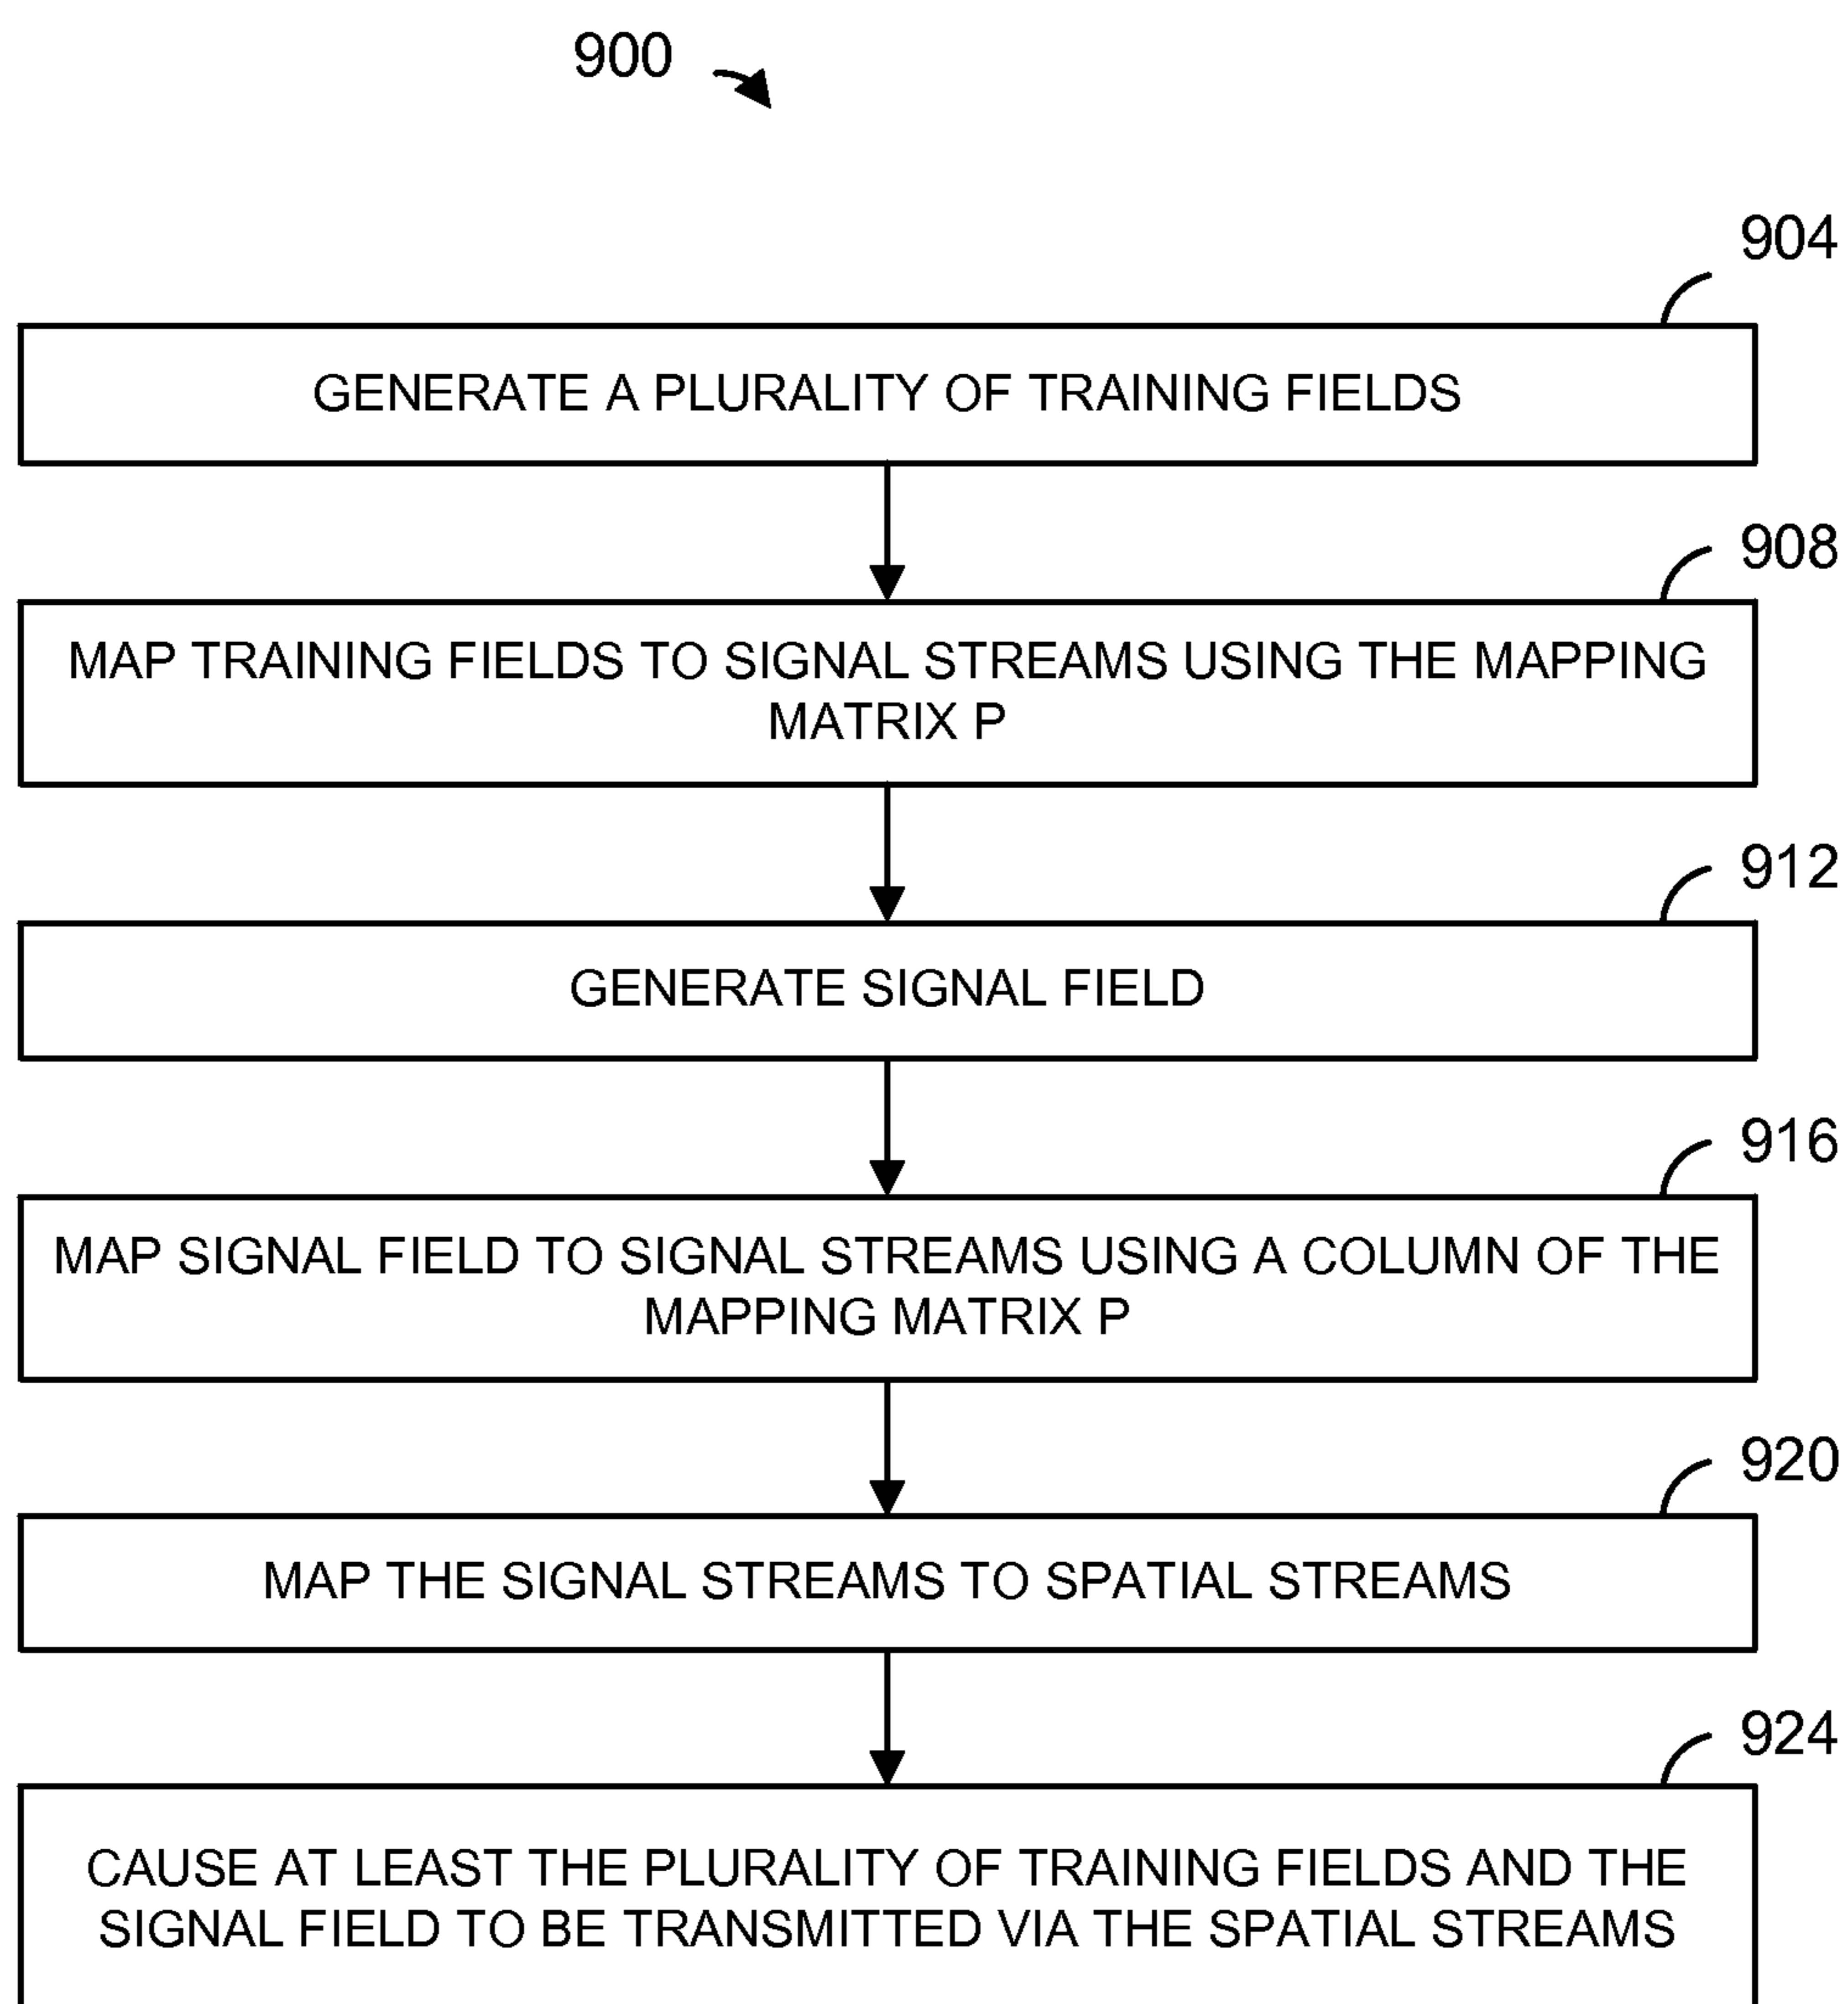 900
904
GENERATE A PLURALITY OF TRAINING FIELDS
908
MAP TRAINING FIELDS TO SIGNAL STREAMS USING THE MAPPING
MATRIX P
912
GENERATE SIGNAL FIELD
916
MAP SIGNAL FIELD TO SIGNAL STREAMS USING A COLUMN OF THE
MAPPING MATRIX P
920
MAP THE SIGNAL STREAMS TO SPATIAL STREAMS
924
CAUSE AT LEAST THE PLURALITY OF TRAINING FIELDS AND THE
SIGNAL FIELD TO BE TRANSMITTED VIA THE SPATIAL STREAMS